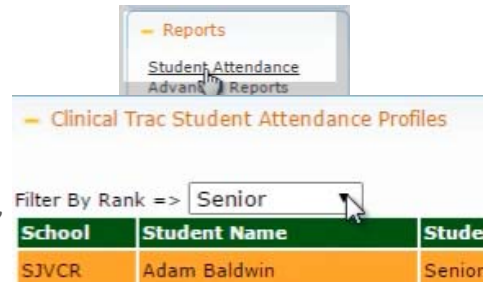 – Reports
Student Attendance
Reports
– Clinical Trac Student Attendance Profiles
Filter By Rank => Senior
School Student Name
SJVCR Adam Baldwin Senior